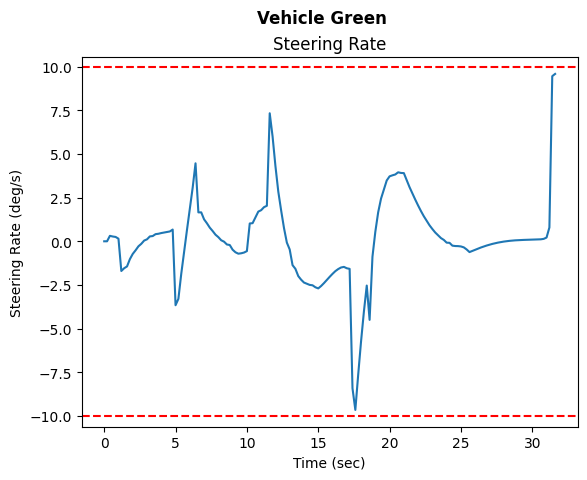 Vehicle Green
Steering Rate
10.0
7.5
5.0
2.5
0.0
−2.5
−5.0
−7.5
−10.0
Steering Rate (deg/s)
0 5 10 15 20 25 30
Time (sec)